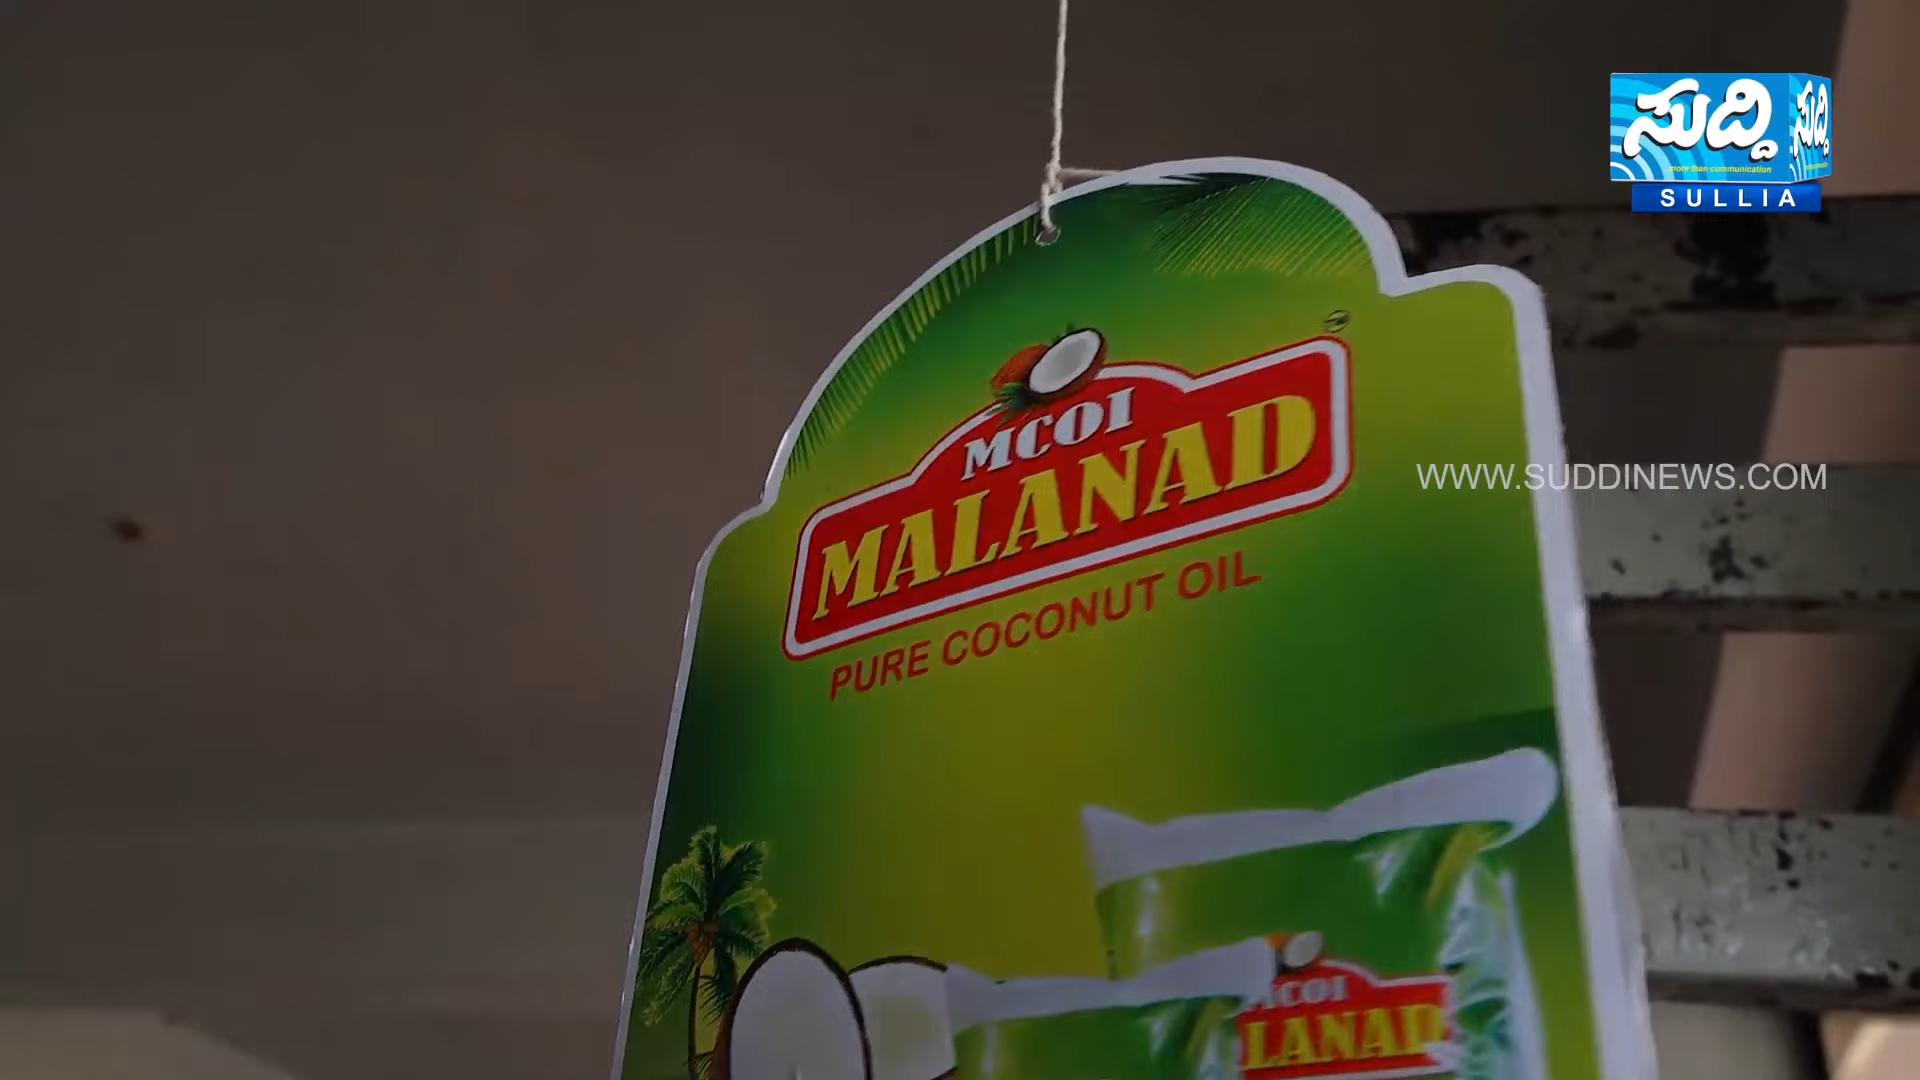 ಸುದ್ದಿ
ಸುದ್ದಿ
more than communication
SULLIA
MCOI
MALANAD
PURE COCONUT OIL
WWW.SUDDINEWS.COM
MCOI
LANAD